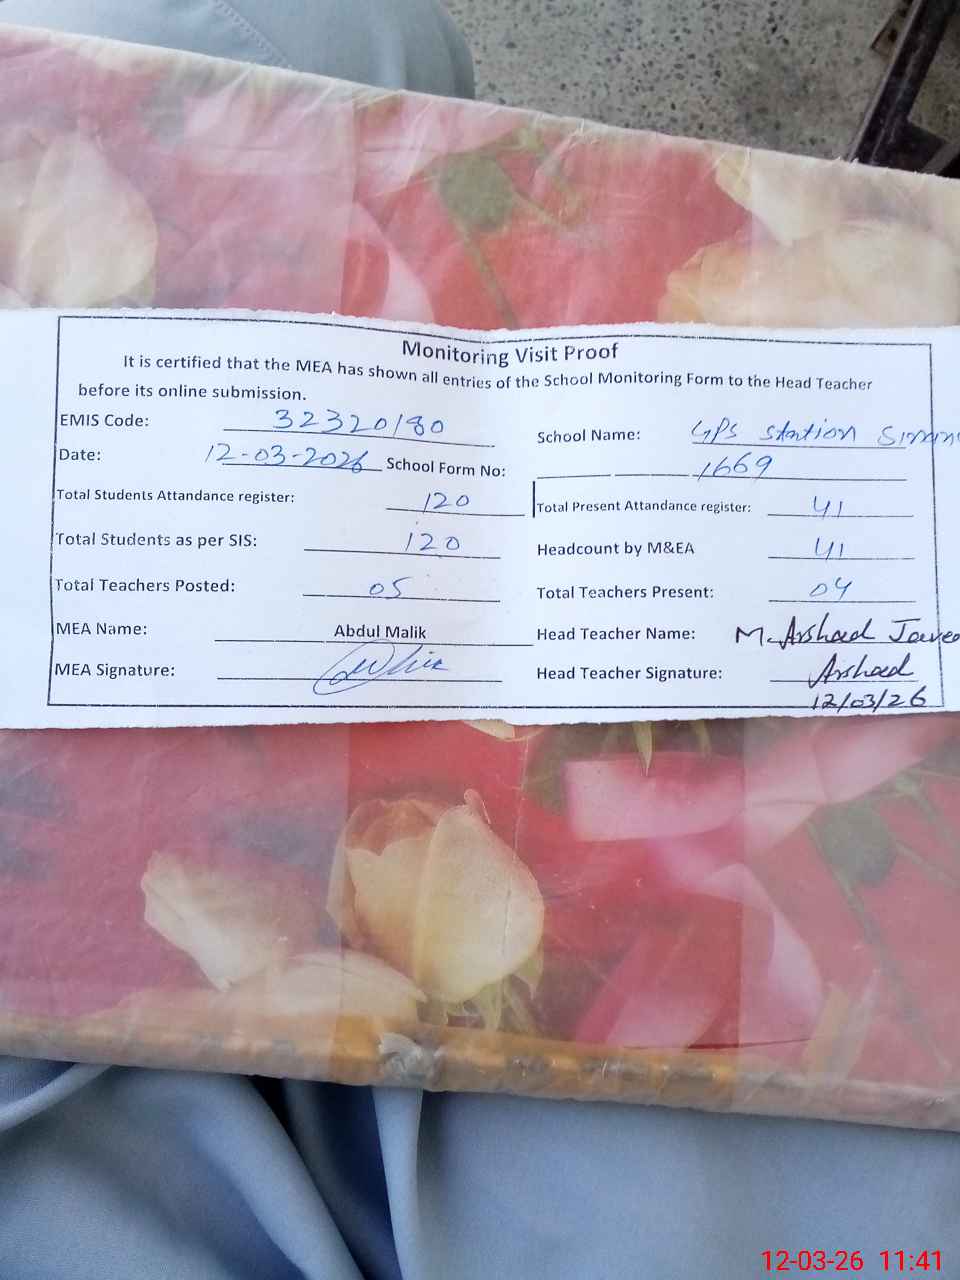 Monitoring Visit Proof
It is certified that the MEA has shown all entries of the School Monitoring Form to the Head Teacher
before its online submission.
EMIS Code: 32320180 School Name: GPS Station
Date: 12-03-2026 School Form No: 1669
Total Students Attandance register: 120 Total Present Attandance register: 41
Total Students as per SIS: 120 Headcount by M&EA 41
Total Teachers Posted: 05 Total Teachers Present: 04
MEA Name: Abdul Malik Head Teacher Name: M. Arshad Javed
MEA Signature: Head Teacher Signature: Arshad
12/03/26
12-03-26 11:41